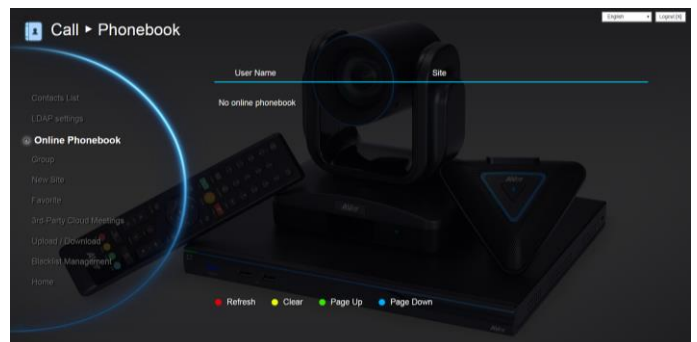 Call ▸ Phonebook
English
Logout [X]
User Name Site
No online phonebook
Contacts List
LDAP settings
Online Phonebook
Group
New Site
Favorite
3rd-Party Cloud Meetings
Upload / Download
Blacklist Management
Home
Refresh Clear Page Up Page Down